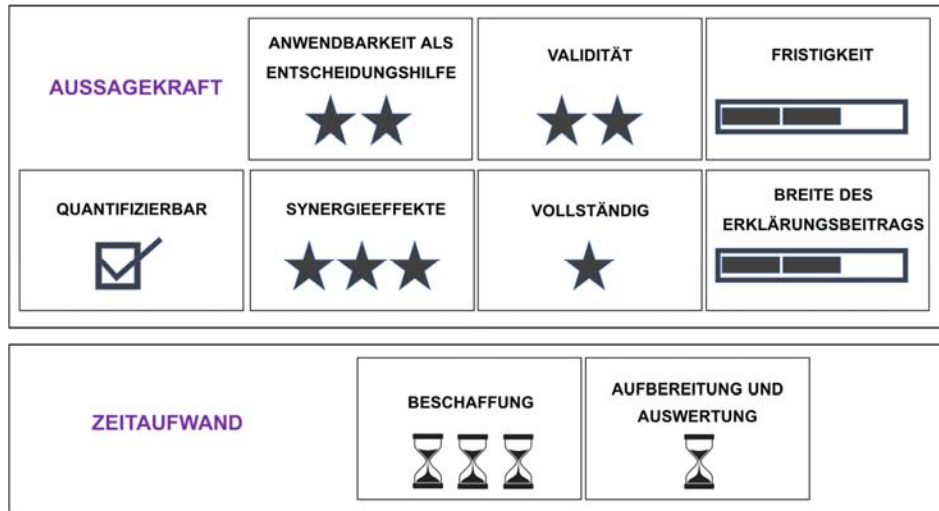 AUSSAGEKRAFT
ANWENDBARKEIT ALS
ENTSCHEIDUNGSHILFE
VALIDITÄT
FRISTIGKEIT
QUANTIFIZIERBAR
SYNERGIEEFFEKTE
VOLLSTÄNDIG
BREITE DES
ERKLÄRUNGSBEITRAGS
ZEITAUFWAND
BESCHAFFUNG
AUFBEREITUNG UND
AUSWERTUNG